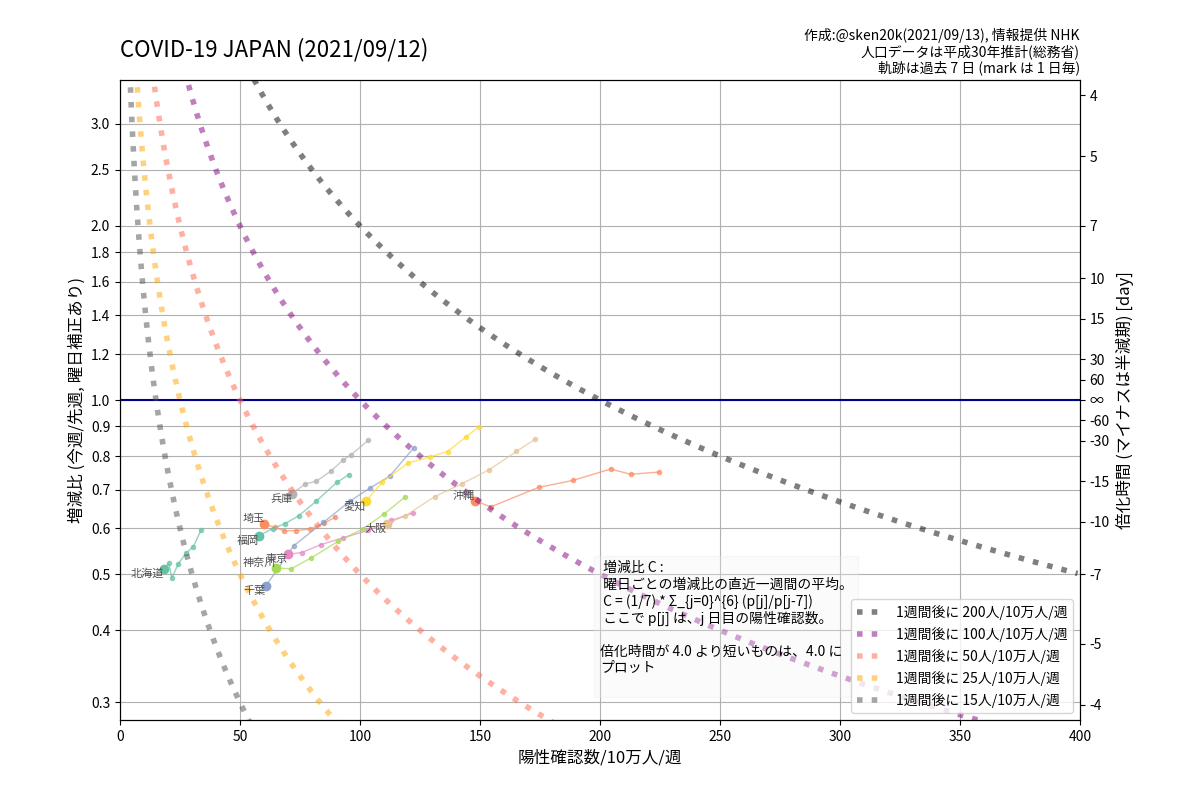 COVID-19 JAPAN (2021/09/12)
作成:@sken20k(2021/09/13), 情報提供 NHK
人口データは平成30年推計(総務省)
軌跡は過去 7 日 (mark は 1 日毎)
増減比 (今週/先週, 曜日補正あり)
3.0
2.5
2.0
1.8
1.6
1.4
1.2
1.0
0.9
0.8
0.7
0.6
0.5
0.4
0.3
4
5
7
10
15
30
60
∞
-60
-30
-15
-10
-7
-5
-4
倍化時間 (マイナスは半減期) [day]
兵庫
愛知
沖縄
埼玉
大阪
福岡
神奈川
東京
北海道
千葉
増減比 C :
曜日ごとの増減比の直近一週間の平均。
C = (1/7) * Σ_{j=0}^{6} (p[j]/p[j-7])
ここで p[j] は、j 日目の陽性確認数。
倍化時間が 4.0 より短いものは、4.0 に
プロット
1週間後に 200人/10万人/週
1週間後に 100人/10万人/週
1週間後に 50人/10万人/週
1週間後に 25人/10万人/週
1週間後に 15人/10万人/週
0
50
100
150
200
250
300
350
400
陽性確認数/10万人/週